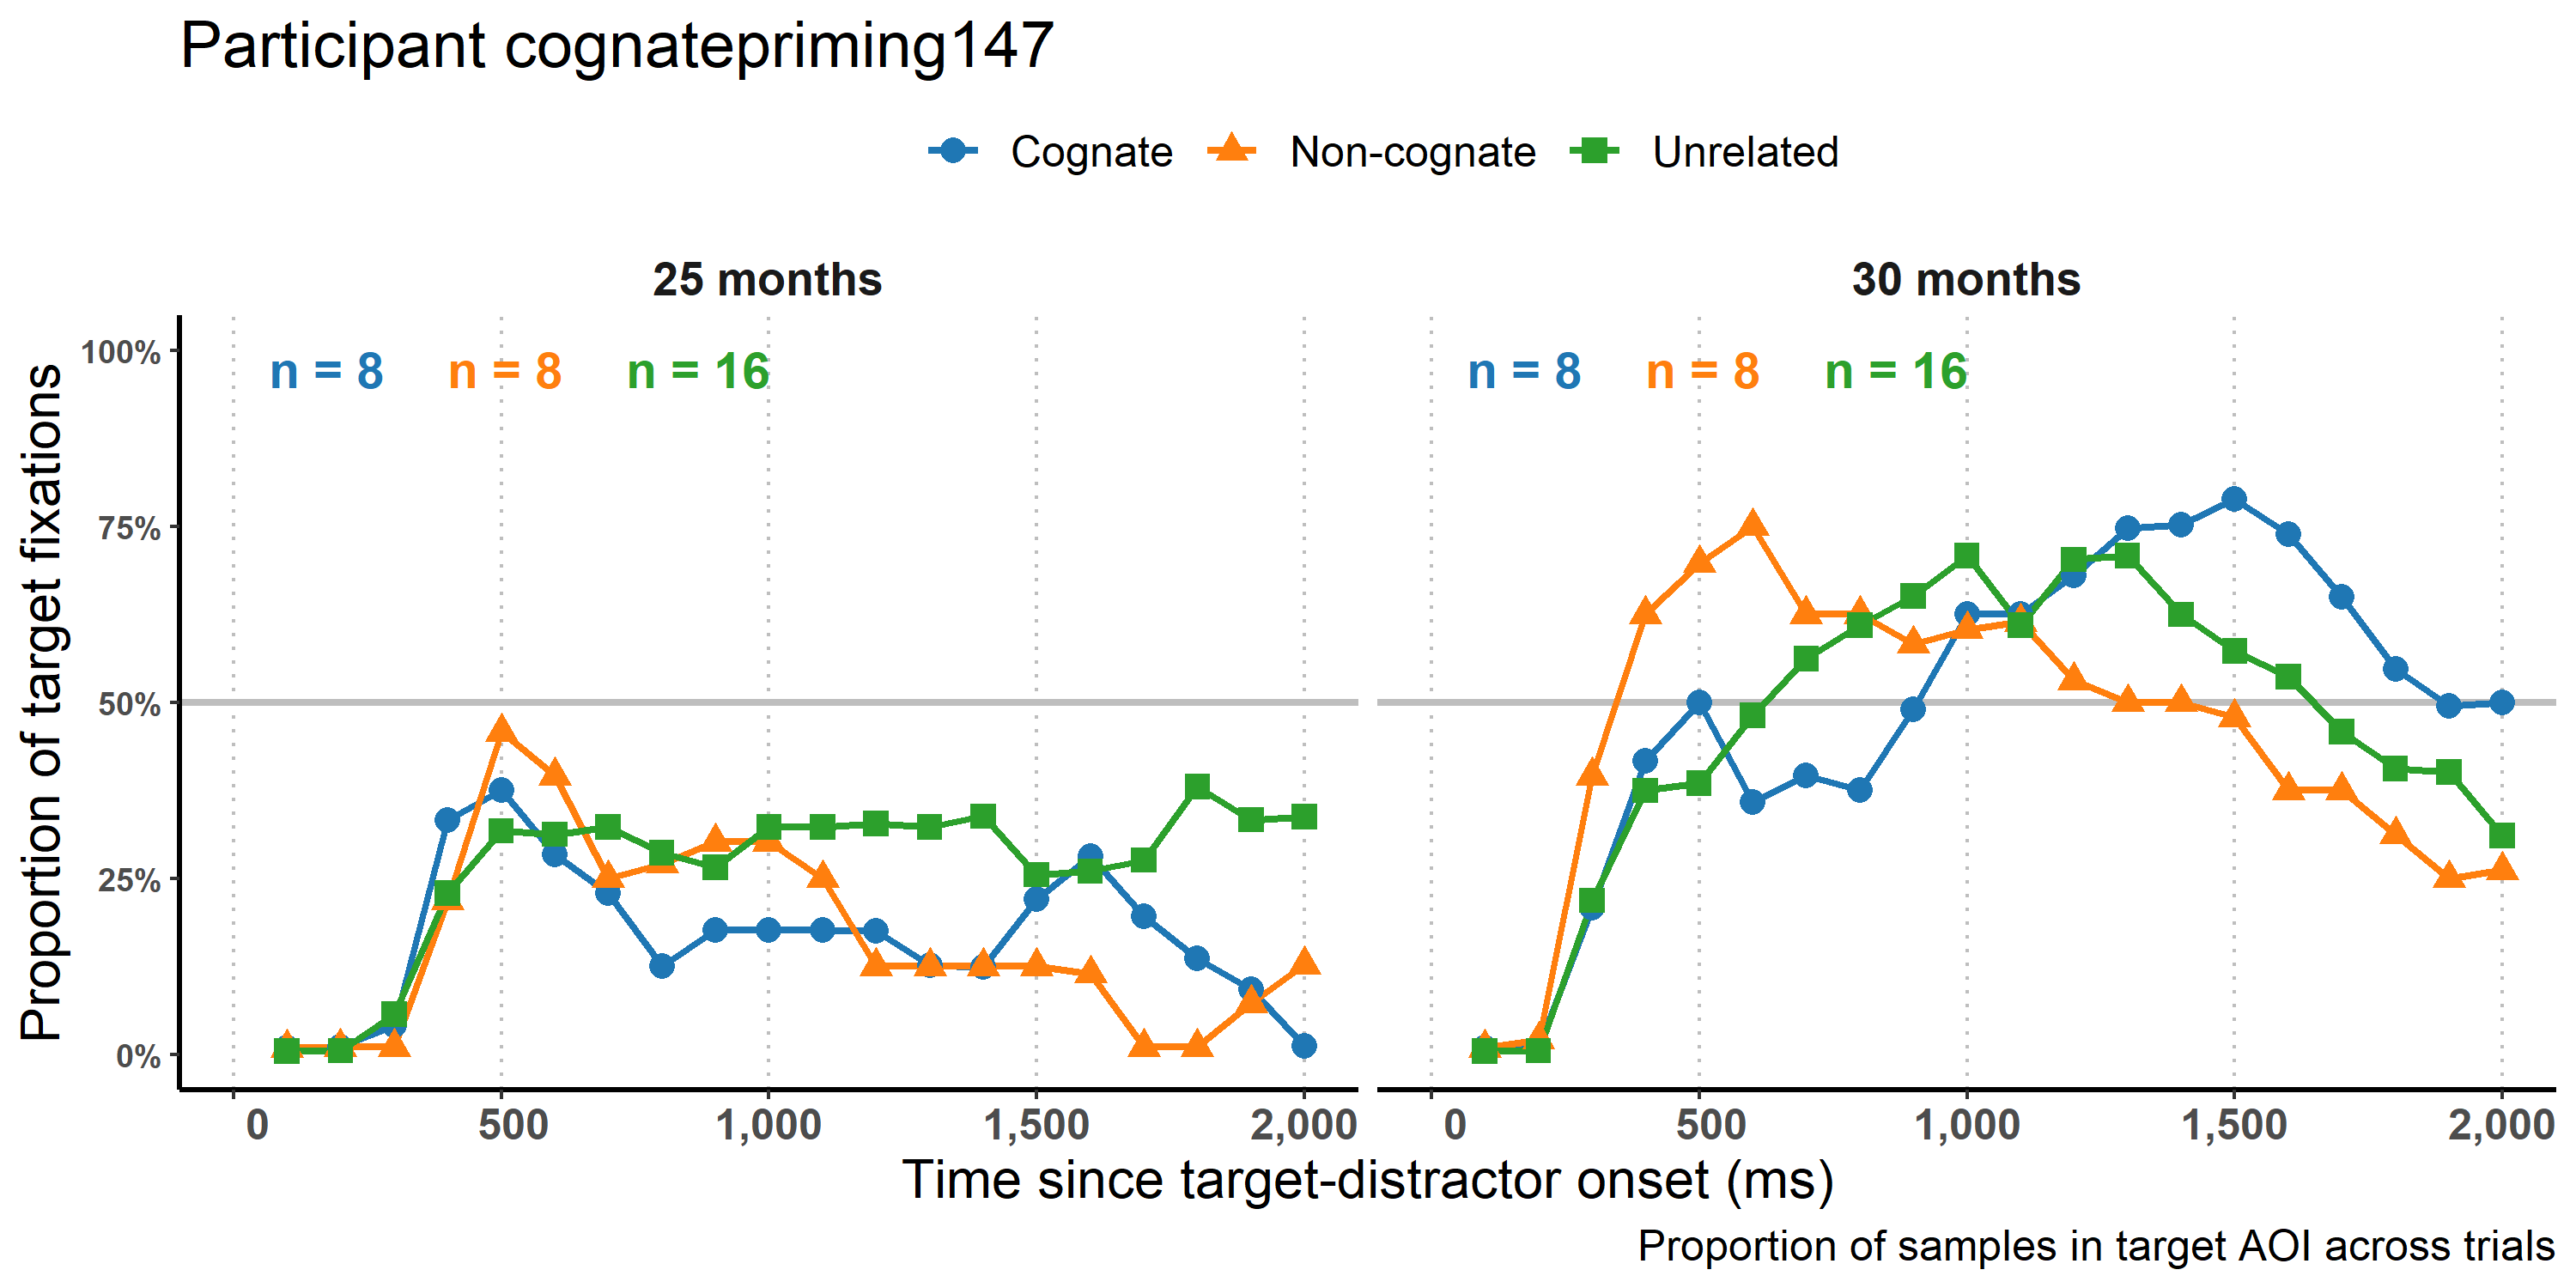 Participant cognatepriming147
Cognate Non-cognate Unrelated
25 months 30 months
n = 8 n = 8 n = 16 n = 8 n = 8 n = 16
Proportion of target fixations
100%
75%
50%
25%
0%
0 500 1,000 1,500 2,000 0 500 1,000 1,500 2,000
Time since target-distractor onset (ms)
Proportion of samples in target AOI across trials